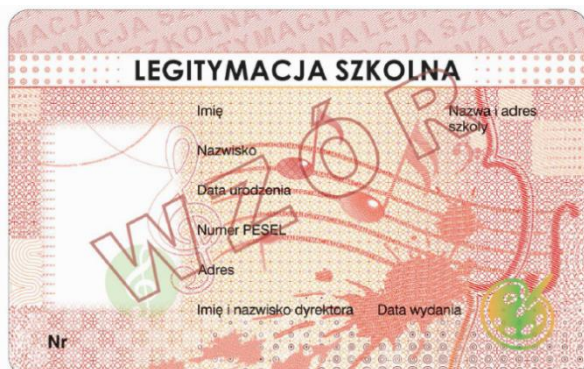 LEGITYMACJA SZKOLNA
Imię
Nazwa i adres
szkoły
Nazwisko
Data urodzenia
Numer PESEL
Adres
Imię i nazwisko dyrektora
Data wydania
Nr
WZÓR